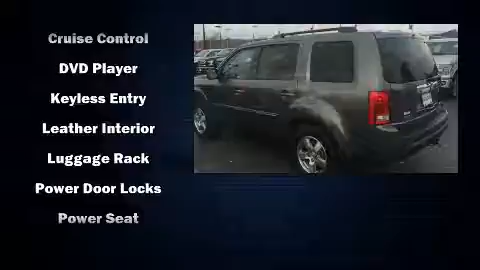 Cruise Control
DVD Player
Keyless Entry
Leather Interior
Luggage Rack
Power Door Locks
Power Seat